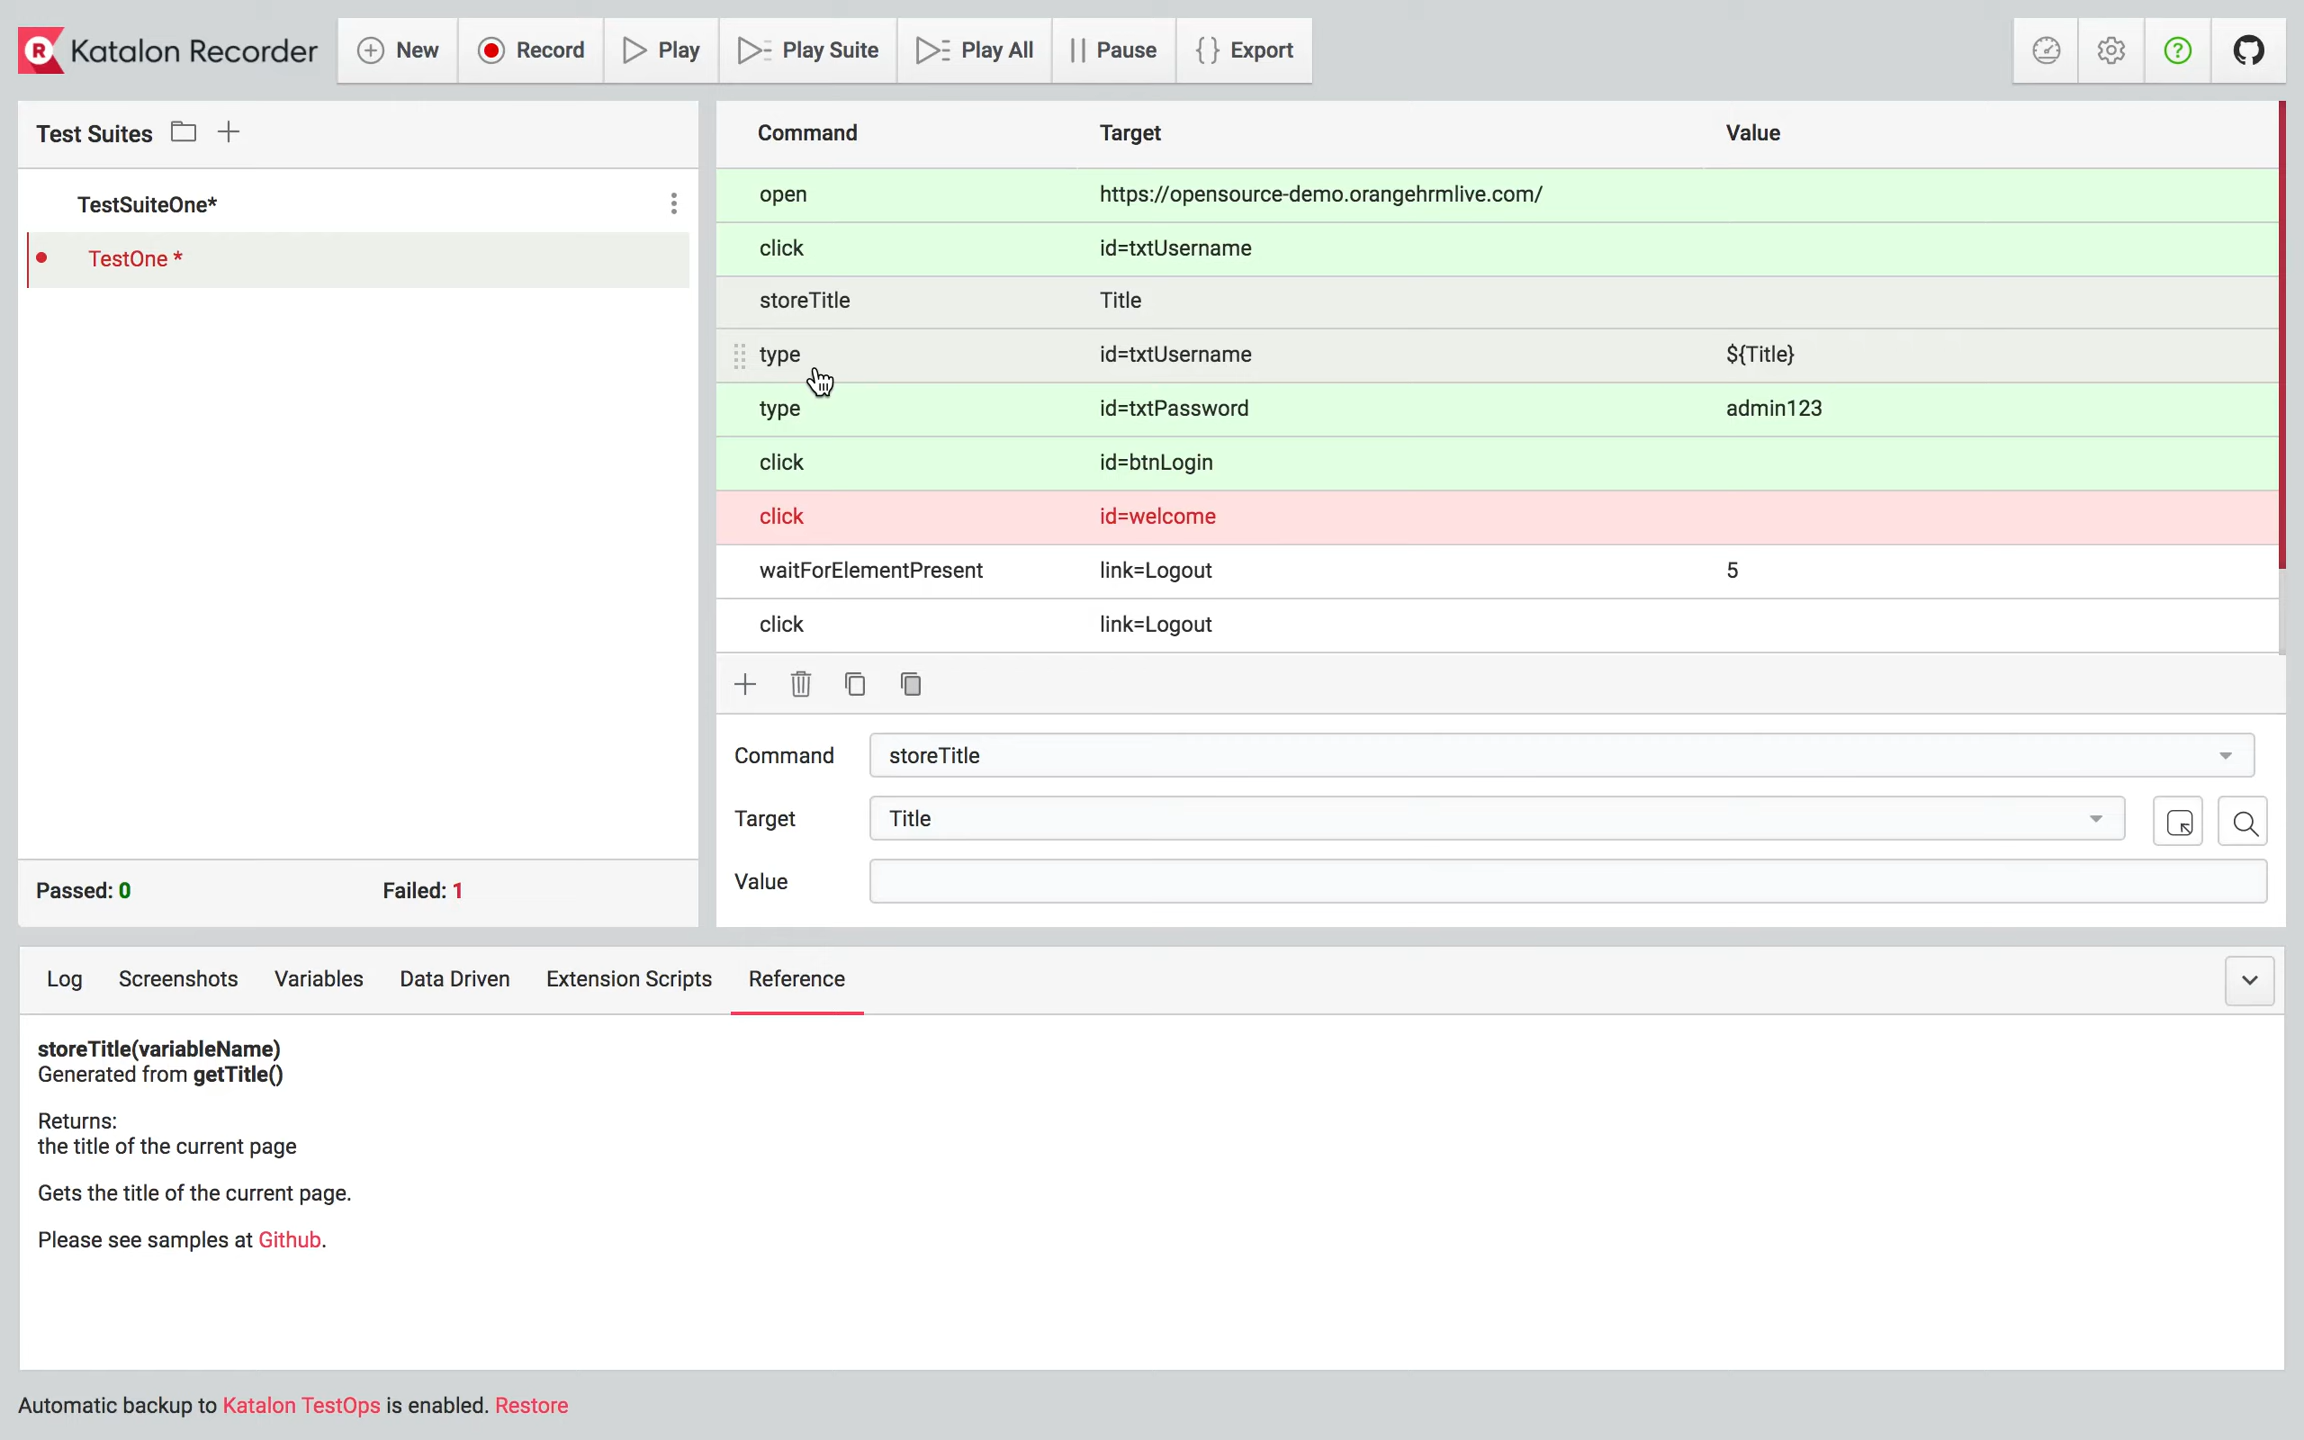 R Katalon Recorder New Record Play Play Suite Play All Pause Export
Test Suites
TestSuiteOne*
TestOne *
Passed: 0 Failed: 1
Command Target Value
open https://opensource-demo.orangehrmlive.com/
click id=txtUsername
storeTitle Title
type id=txtUsername ${Title}
type id=txtPassword admin123
click id=btnLogin
click id=welcome
waitForElementPresent link=Logout 5
click link=Logout
Command storeTitle
Target Title
Value
Log Screenshots Variables Data Driven Extension Scripts Reference
storeTitle(variableName)
Generated from getTitle()
Returns:
the title of the current page
Gets the title of the current page.
Please see samples at Github.
Automatic backup to Katalon TestOps is enabled. Restore